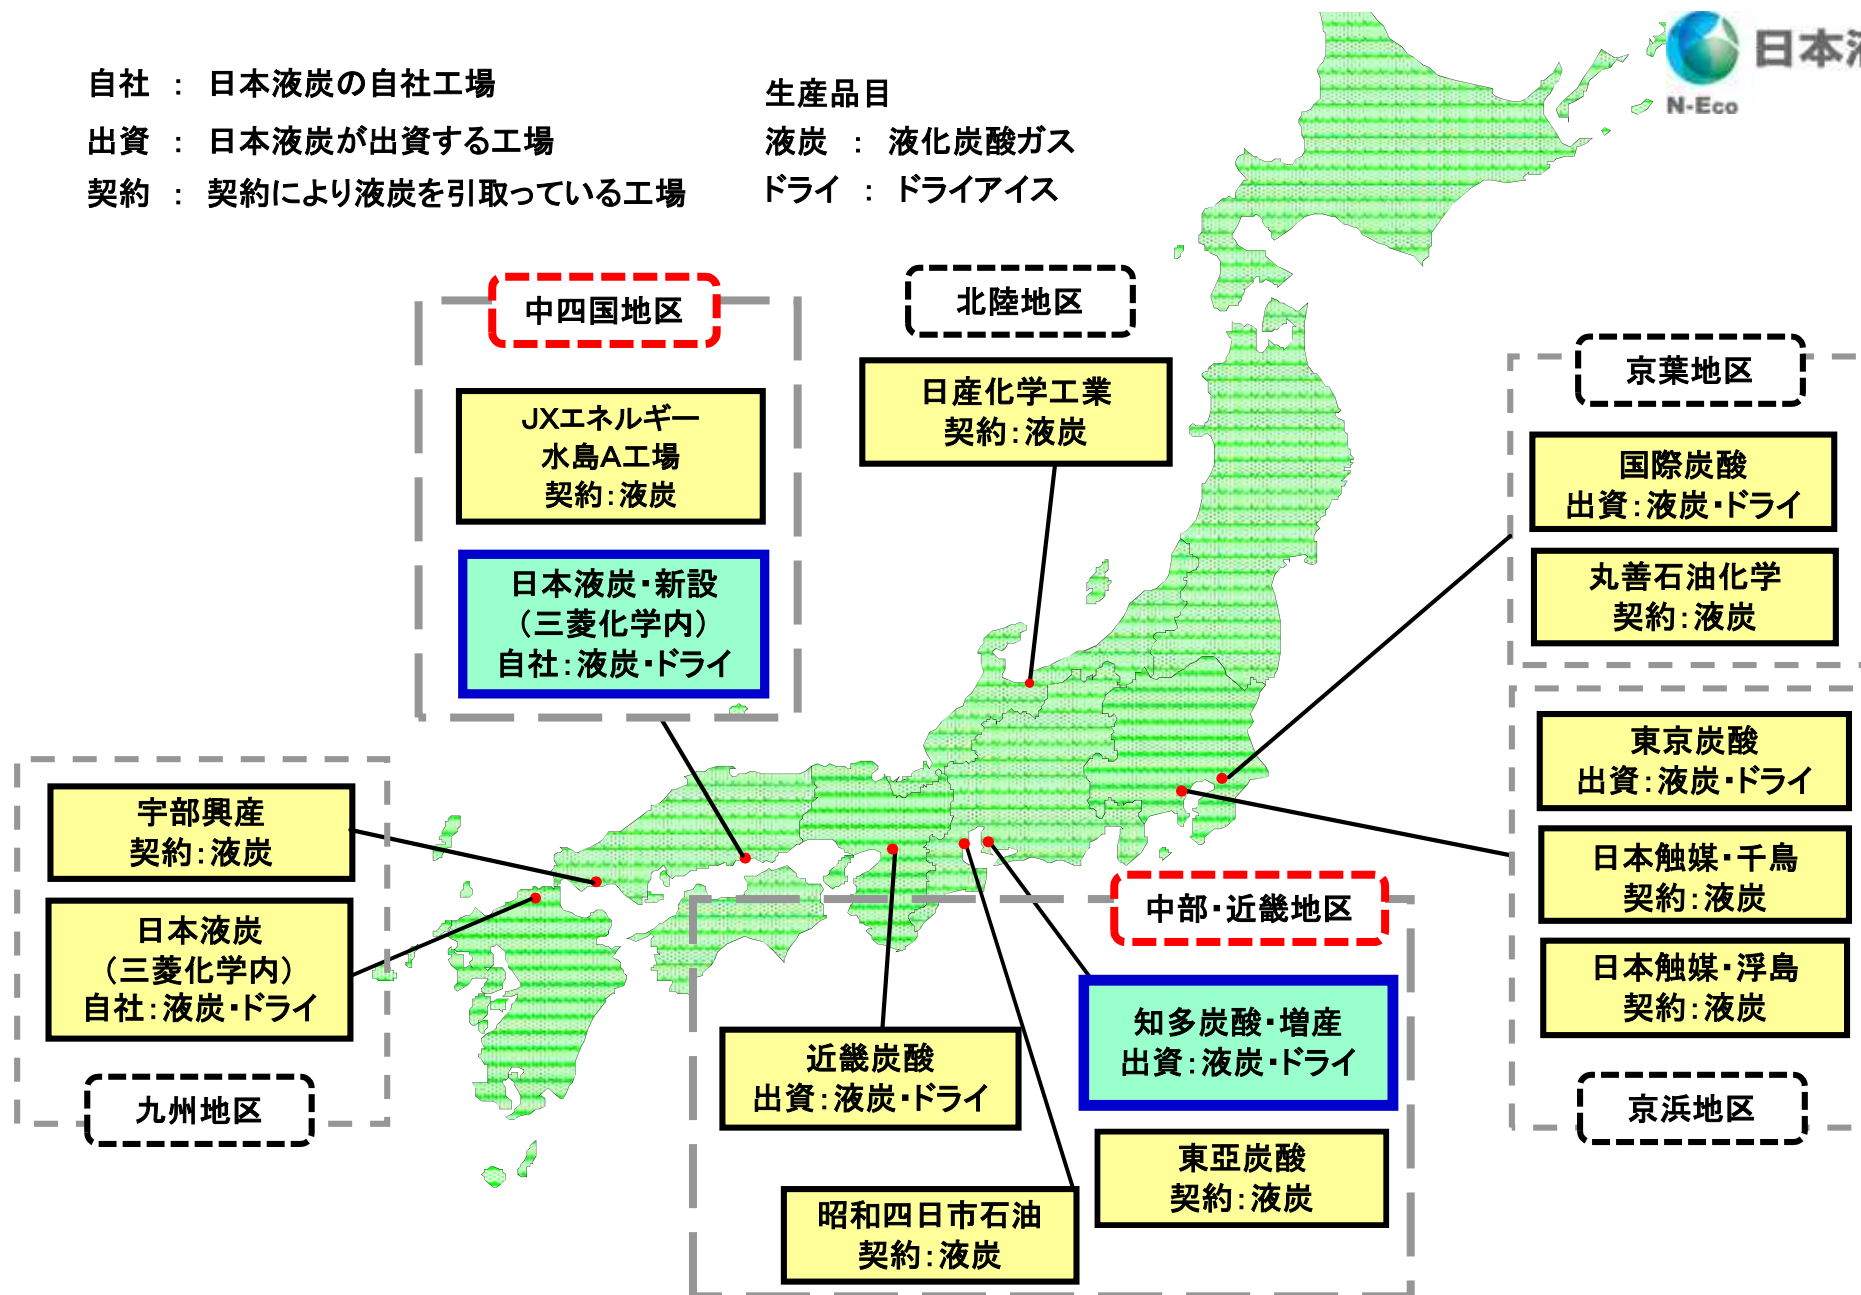 自社 : 日本液炭の自社工場
出資 : 日本液炭が出資する工場
契約 : 契約により液炭を引取っている工場
生産品目
液炭 : 液化炭酸ガス
ドライ : ドライアイス
日本
N-Eco
中四国地区
JXエネルギー
水島A工場
契約:液炭
日本液炭・新設
(三菱化学内)
自社:液炭・ドライ
北陸地区
日産化学工業
契約:液炭
京葉地区
国際炭酸
出資:液炭・ドライ
丸善石油化学
契約:液炭
東京炭酸
出資:液炭・ドライ
日本触媒・千鳥
契約:液炭
日本触媒・浮島
契約:液炭
京浜地区
宇部興産
契約:液炭
日本液炭
(三菱化学内)
自社:液炭・ドライ
九州地区
中部・近畿地区
知多炭酸・増産
出資:液炭・ドライ
近畿炭酸
出資:液炭・ドライ
東亞炭酸
契約:液炭
昭和四日市石油
契約:液炭